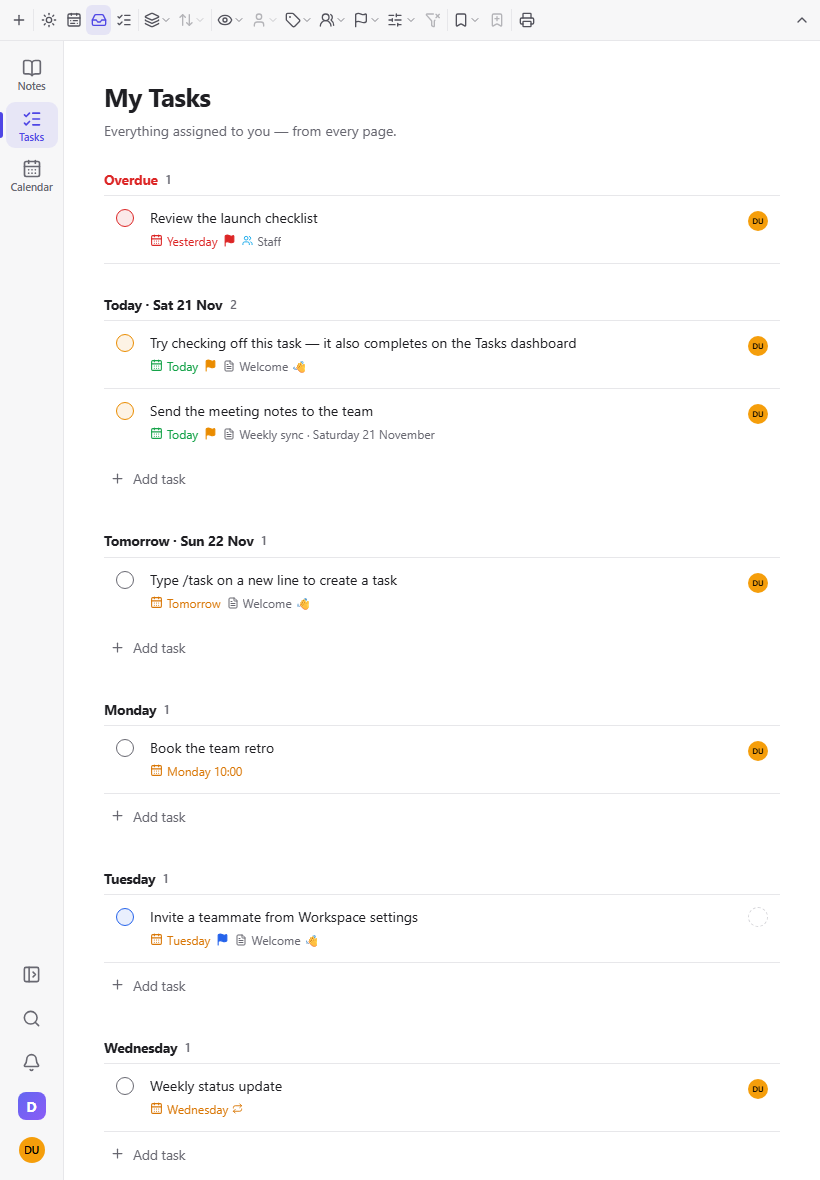 Notes
Tasks
Calendar
My Tasks
Everything assigned to you — from every page.
Overdue 1
Review the launch checklist
DU
Yesterday Staff
Today · Sat 21 Nov 2
Try checking off this task — it also completes on the Tasks dashboard
DU
Today Welcome 👋
Send the meeting notes to the team
DU
Today Weekly sync · Saturday 21 November
+ Add task
Tomorrow · Sun 22 Nov 1
Type /task on a new line to create a task
DU
Tomorrow Welcome 👋
+ Add task
Monday 1
Book the team retro
DU
Monday 10:00
+ Add task
Tuesday 1
Invite a teammate from Workspace settings
Tuesday Welcome 👋
+ Add task
Wednesday 1
Weekly status update
DU
Wednesday
+ Add task
D
DU